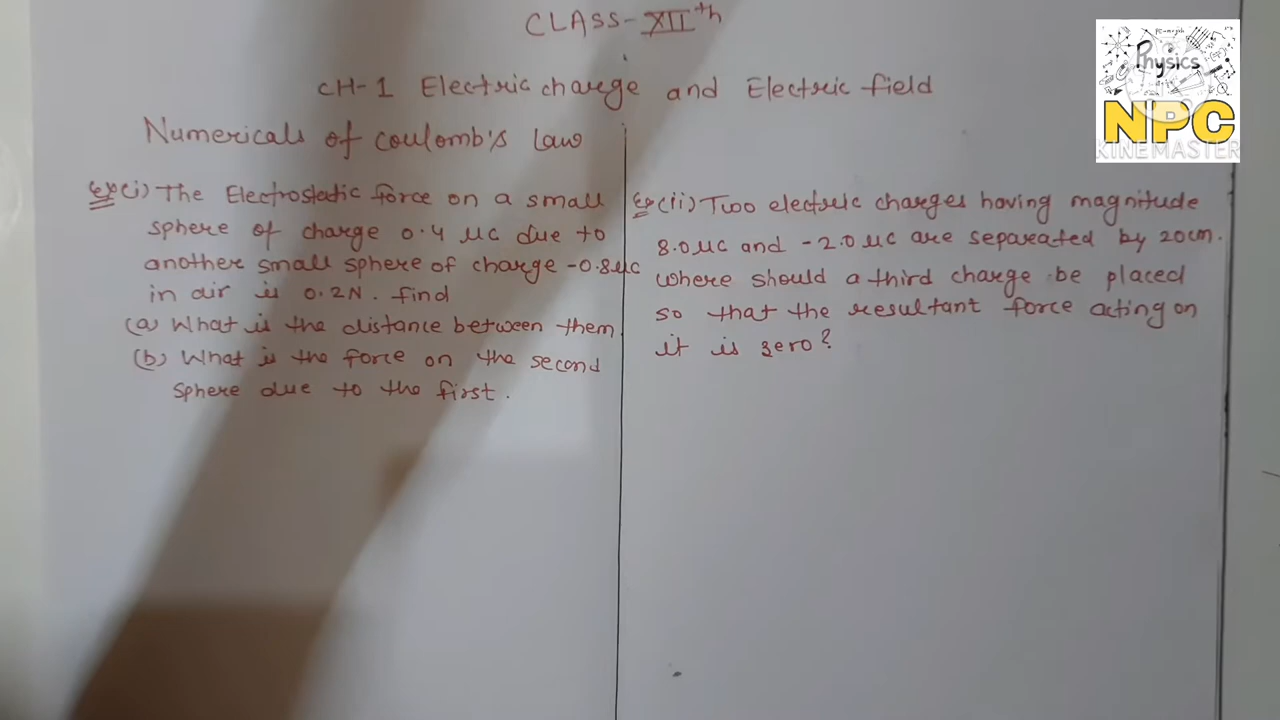 CLASS-XIIth
CH-1 Electric charge and Electric field
Numericals of Coulomb's Law
Ex(i) The Electrostatic force on a small
sphere of charge 0.4 μC due to
another small sphere of charge -0.8μC
in air is 0.2N. find
(a) What is the distance between them
(b) What is the force on the second
sphere due to the first.
Ex(ii) Two electric charges having magnitude
8.0μC and -2.0μC are separated by 20cm.
where should a third charge be placed
so that the resultant force acting on
it is zero?
Physics
NPC
KINEMASTER